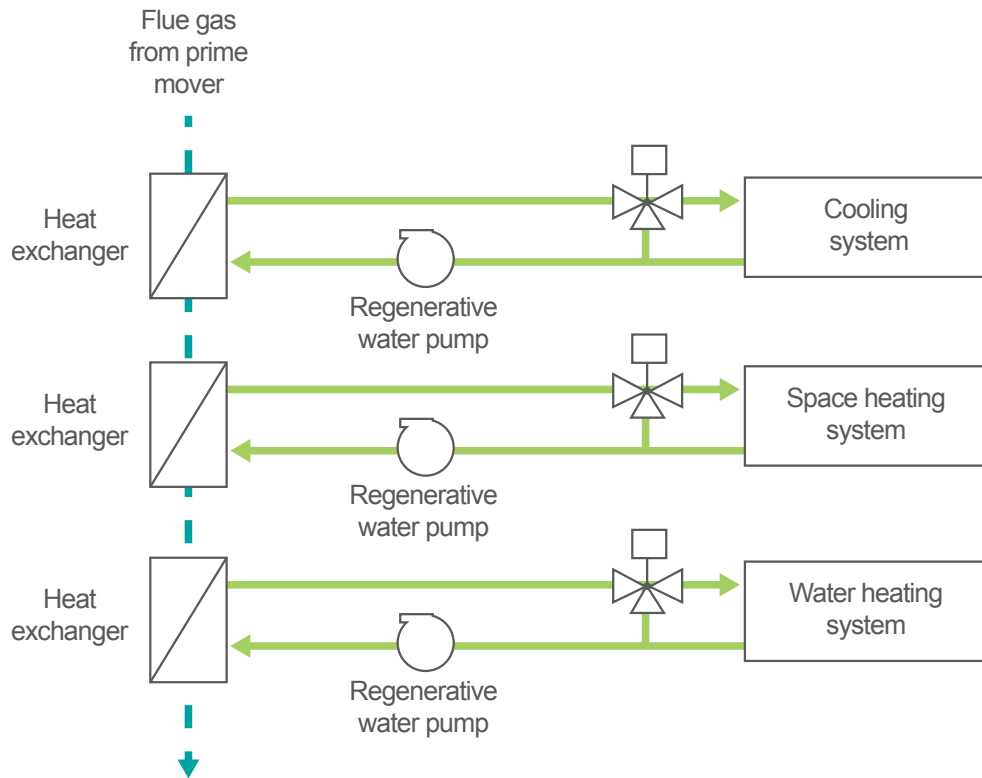 Flue gas
from prime
mover
Heat
exchanger
Cooling
system
Regenerative
water pump
Heat
exchanger
Space heating
system
Regenerative
water pump
Heat
exchanger
Water heating
system
Regenerative
water pump